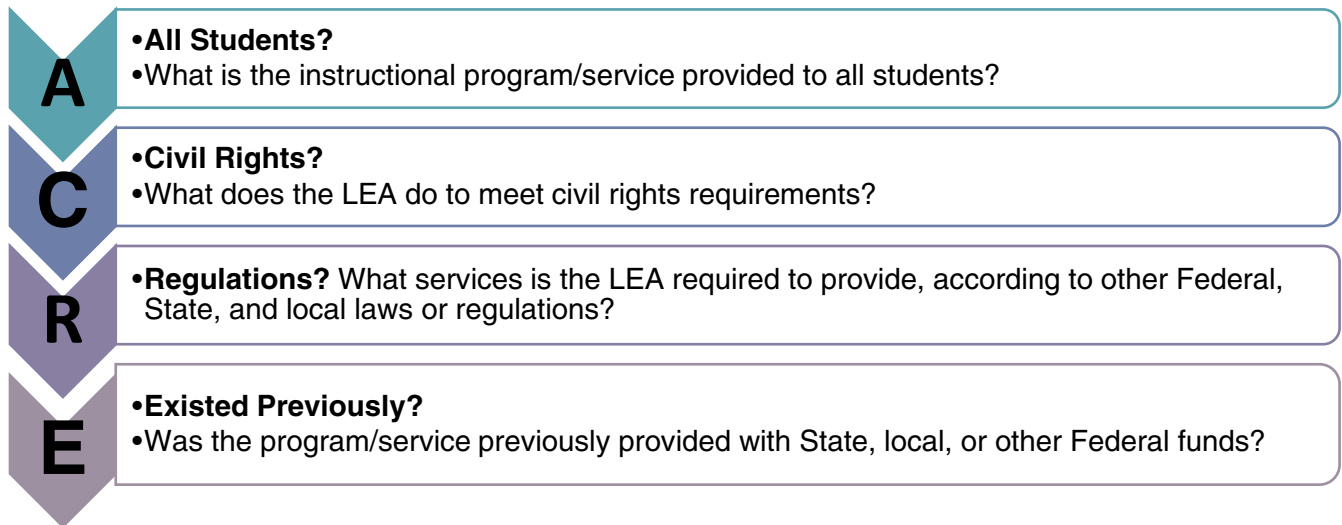 A
•All Students?
•What is the instructional program/service provided to all students?
C
•Civil Rights?
•What does the LEA do to meet civil rights requirements?
R
•Regulations? What services is the LEA required to provide, according to other Federal,
State, and local laws or regulations?
E
•Existed Previously?
•Was the program/service previously provided with State, local, or other Federal funds?